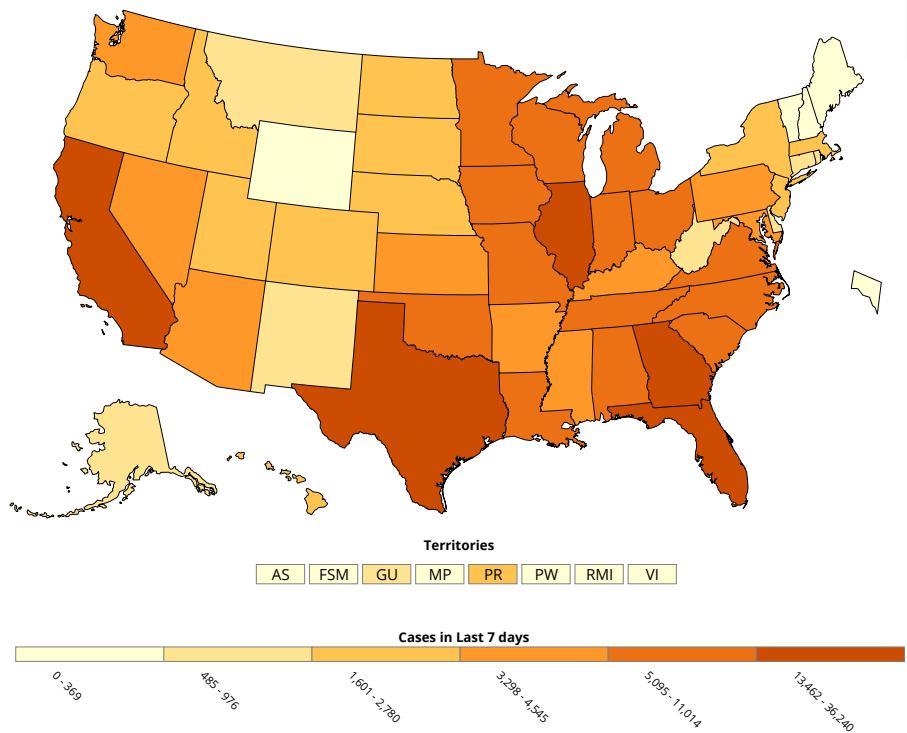 Territories
AS FSM GU MP PR PW RMI VI
Cases in Last 7 days
0 - 369 485 - 976 1,601 - 2,780 3,298 - 4,545 5,095 - 11,014 13,462 - 36,240